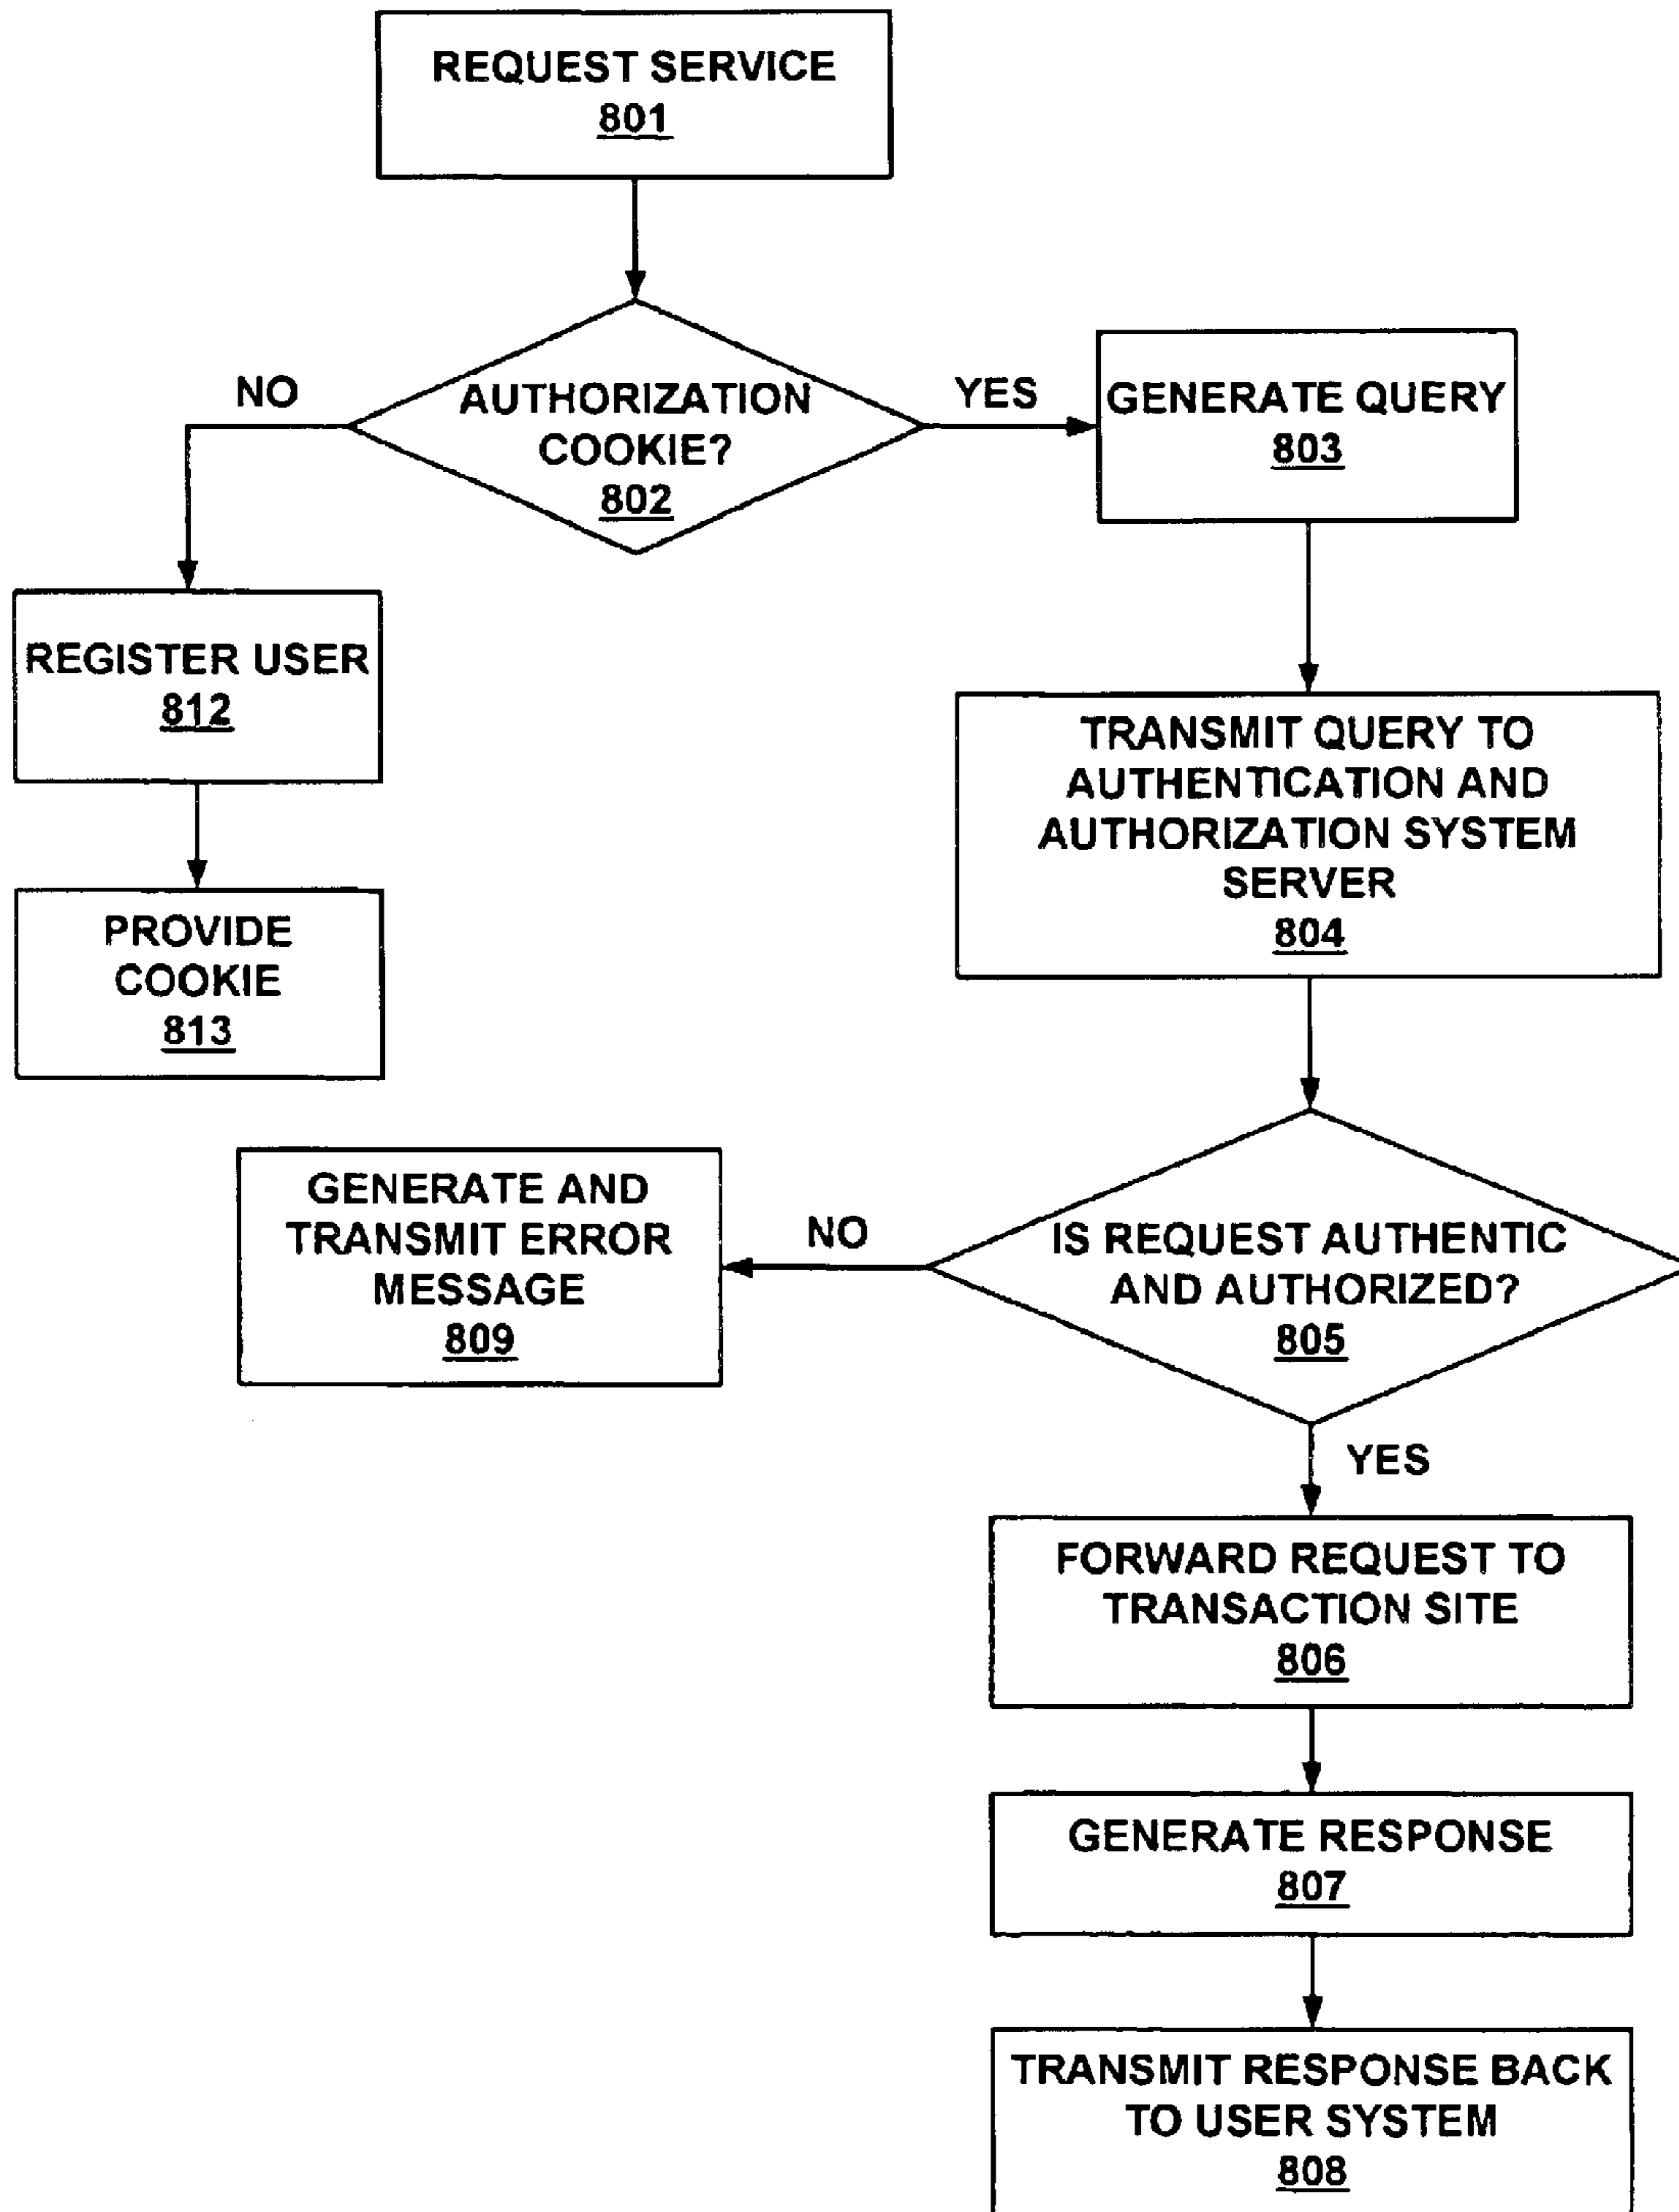 REQUEST SERVICE
801
NO
AUTHORIZATION
COOKIE?
802
YES
GENERATE QUERY
803
REGISTER USER
812
PROVIDE
COOKIE
813
TRANSMIT QUERY TO
AUTHENTICATION AND
AUTHORIZATION SYSTEM
SERVER
804
GENERATE AND
TRANSMIT ERROR
MESSAGE
809
NO
IS REQUEST AUTHENTIC
AND AUTHORIZED?
805
YES
FORWARD REQUEST TO
TRANSACTION SITE
806
GENERATE RESPONSE
807
TRANSMIT RESPONSE BACK
TO USER SYSTEM
808